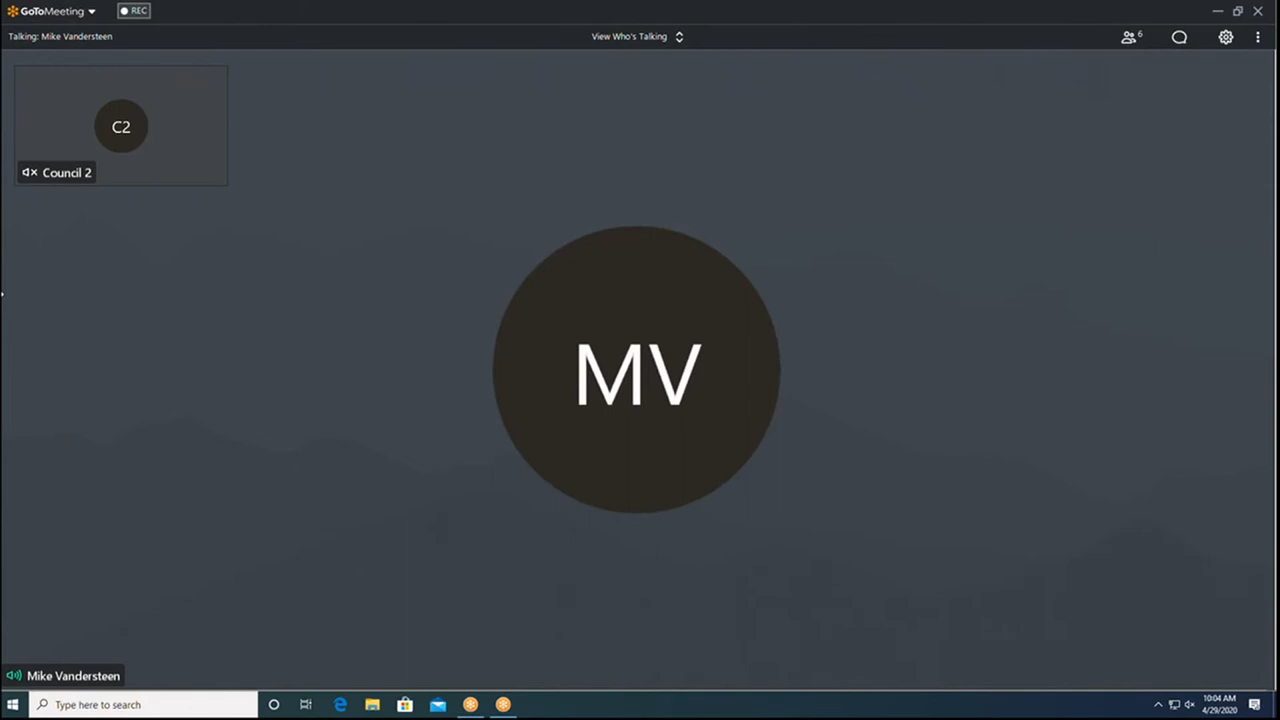 GoToMeeting
REC
Talking: Mike Vandersteen
View Who's Talking
6
C2
Council 2
MV
Mike Vandersteen
Type here to search
10:04 AM
4/29/2020